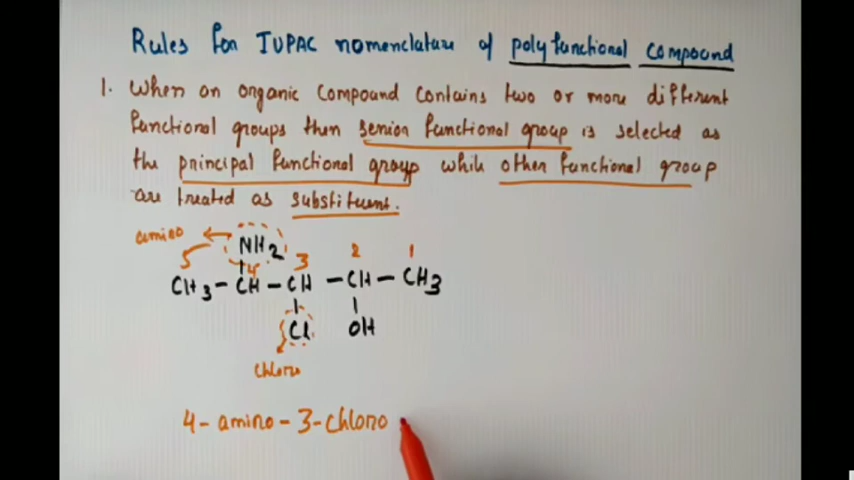 Rules for IUPAC nomenclature of polyfunctional compound
1. When an organic compound contains two or more different
functional groups then senior functional group is selected as
the principal functional group while other functional group
are treated as substituent.
amino NH2
5 4 3 2 1
CH3 - CH - CH - CH - CH3
Cl OH
chloro
4- amino - 3-chloro